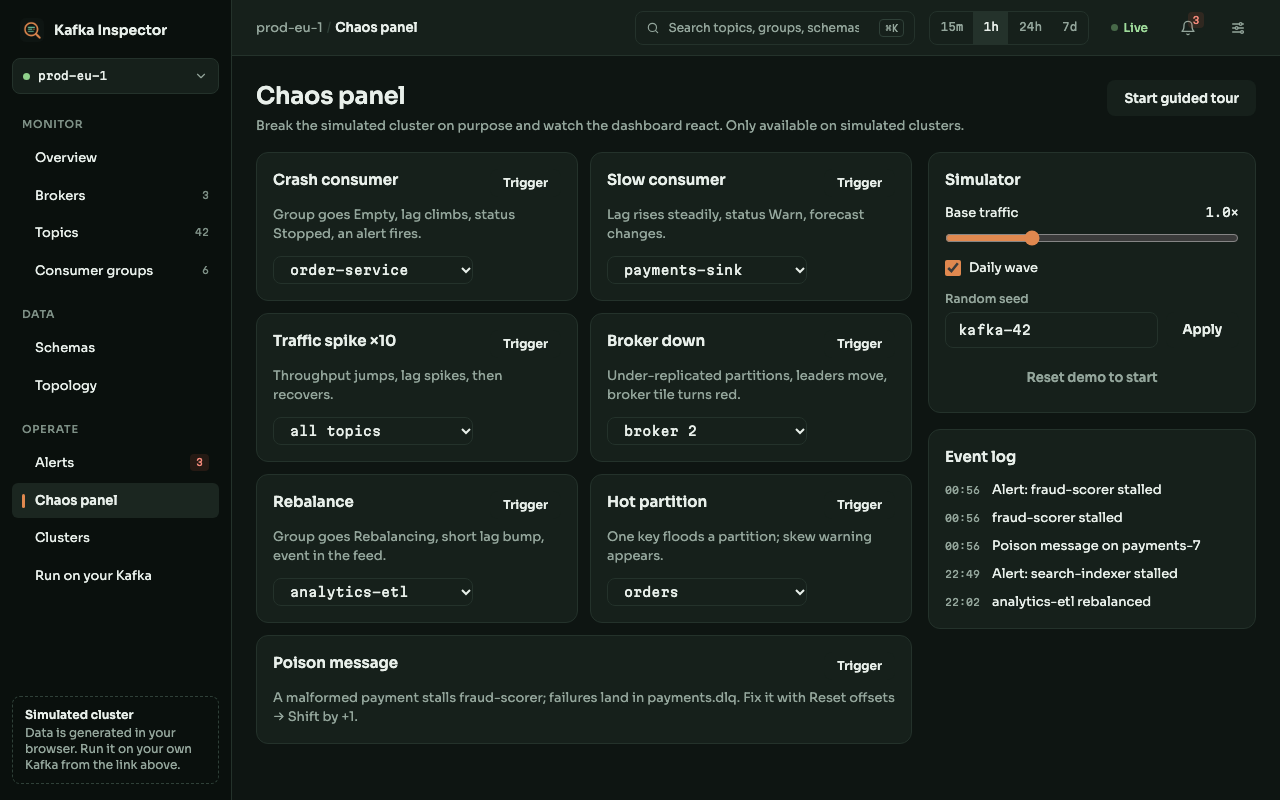 Kafka Inspector
prod-eu-1
MONITOR
Overview
Brokers 3
Topics 42
Consumer groups 6
DATA
Schemas
Topology
OPERATE
Alerts 3
Chaos panel
Clusters
Run on your Kafka
Simulated cluster
Data is generated in your
browser. Run it on your own
Kafka from the link above.
prod-eu-1 / Chaos panel
Search topics, groups, schemas ⌘K
15m 1h 24h 7d
Live
3
Chaos panel
Break the simulated cluster on purpose and watch the dashboard react. Only available on simulated clusters.
Start guided tour
Crash consumer Trigger
Group goes Empty, lag climbs, status
Stopped, an alert fires.
order-service
Slow consumer Trigger
Lag rises steadily, status Warn, forecast
changes.
payments-sink
Traffic spike ×10 Trigger
Throughput jumps, lag spikes, then
recovers.
all topics
Broker down Trigger
Under-replicated partitions, leaders move,
broker tile turns red.
broker 2
Rebalance Trigger
Group goes Rebalancing, short lag bump,
event in the feed.
analytics-etl
Hot partition Trigger
One key floods a partition; skew warning
appears.
orders
Poison message Trigger
A malformed payment stalls fraud-scorer; failures land in payments.dlq. Fix it with Reset offsets
→ Shift by +1.
Simulator
Base traffic 1.0×
Daily wave
Random seed
kafka-42 Apply
Reset demo to start
Event log
00:56 Alert: fraud-scorer stalled
00:56 fraud-scorer stalled
00:56 Poison message on payments-7
22:49 Alert: search-indexer stalled
22:02 analytics-etl rebalanced